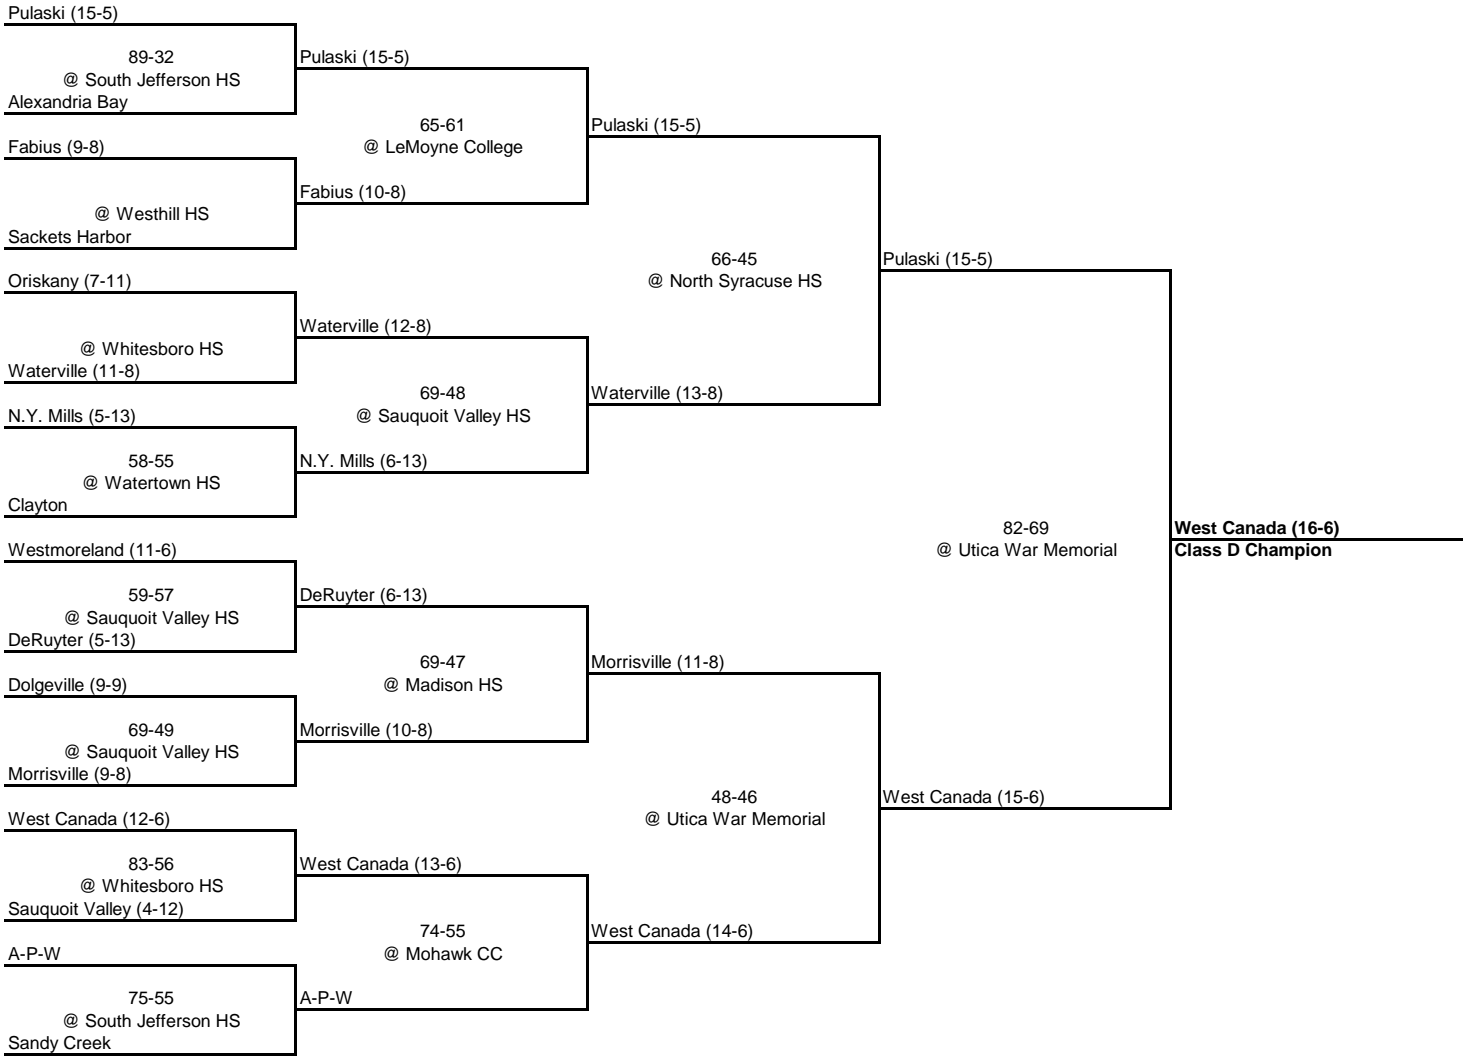 Pulaski (15-5)
89-32
@ South Jefferson HS
Alexandria Bay
Fabius (9-8)
@ Westhill HS
Sackets Harbor
Oriskany (7-11)
@ Whitesboro HS
Waterville (11-8)
N.Y. Mills (5-13)
58-55
@ Watertown HS
Clayton
Westmoreland (11-6)
59-57
@ Sauquoit Valley HS
DeRuyter (5-13)
Dolgeville (9-9)
69-49
@ Sauquoit Valley HS
Morrisville (9-8)
West Canada (12-6)
83-56
@ Whitesboro HS
Sauquoit Valley (4-12)
A-P-W
75-55
@ South Jefferson HS
Sandy Creek
Pulaski (15-5)
65-61
@ LeMoyne College
Fabius (10-8)
Waterville (12-8)
69-48
@ Sauquoit Valley HS
N.Y. Mills (6-13)
DeRuyter (6-13)
69-47
@ Madison HS
Morrisville (10-8)
West Canada (13-6)
74-55
@ Mohawk CC
A-P-W
Pulaski (15-5)
66-45
@ North Syracuse HS
Waterville (13-8)
Morrisville (11-8)
48-46
@ Utica War Memorial
West Canada (14-6)
Pulaski (15-5)
82-69
@ Utica War Memorial
West Canada (15-6)
West Canada (16-6)
Class D Champion